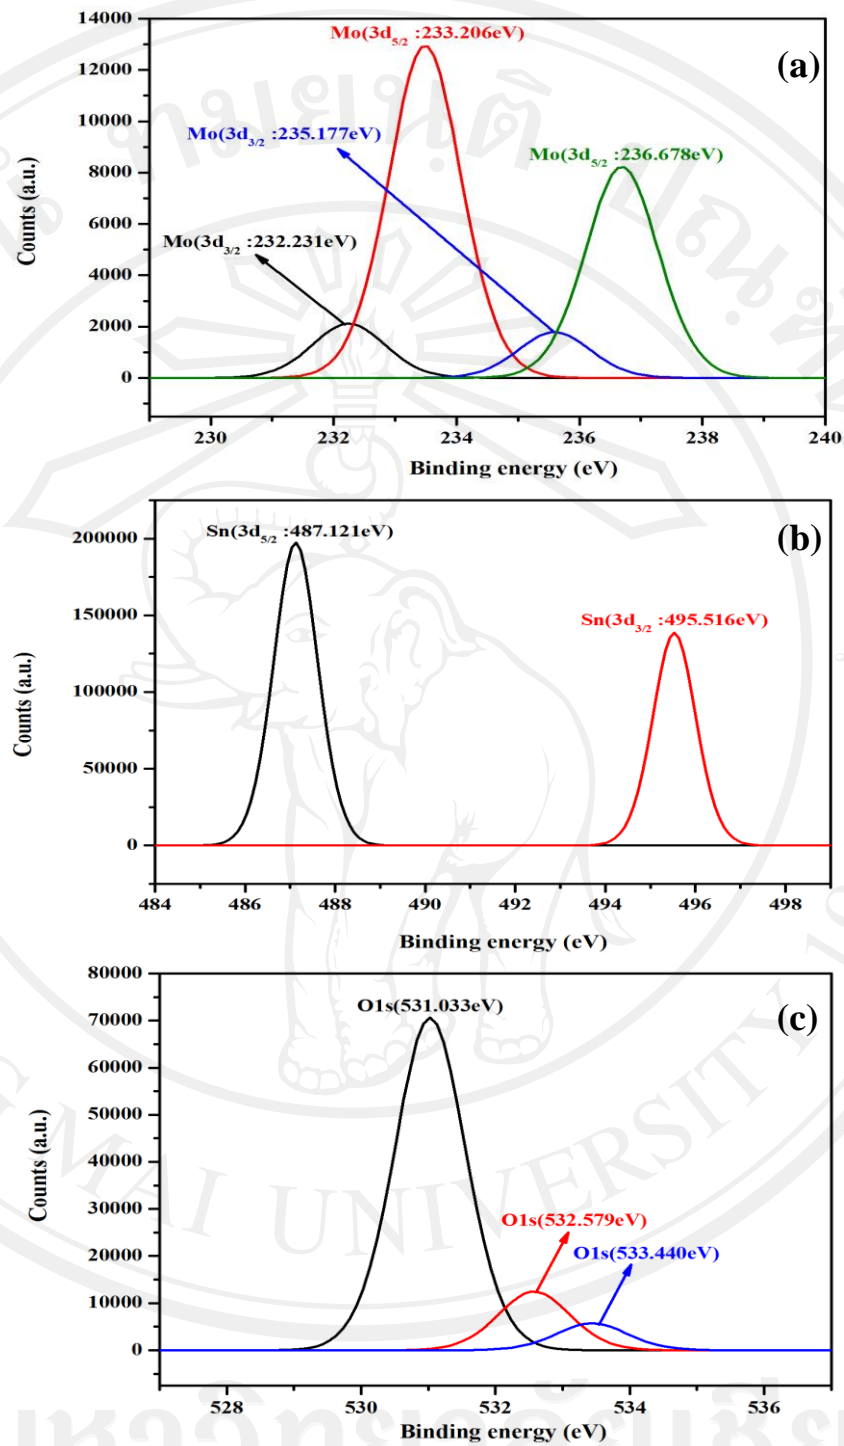 14000
Mo(3d5/2 :233.206eV)
(a)
12000
10000
Mo(3d3/2 :235.177eV)
Mo(3d5/2 :236.678eV)
8000
6000
Mo(3d3/2 :232.231eV)
4000
2000
0
Counts (a.u.)
230 232 234 236 238 240
Binding energy (eV)
Sn(3d5/2 :487.121eV)
(b)
200000
Sn(3d3/2 :495.516eV)
150000
100000
50000
0
Counts (a.u.)
484 486 488 490 492 494 496 498
Binding energy (eV)
80000
O1s(531.033eV)
(c)
70000
60000
50000
40000
30000
O1s(532.579eV)
O1s(533.440eV)
20000
10000
0
Counts (a.u.)
528 530 532 534 536
Binding energy (eV)
MAI UNIVERSITY